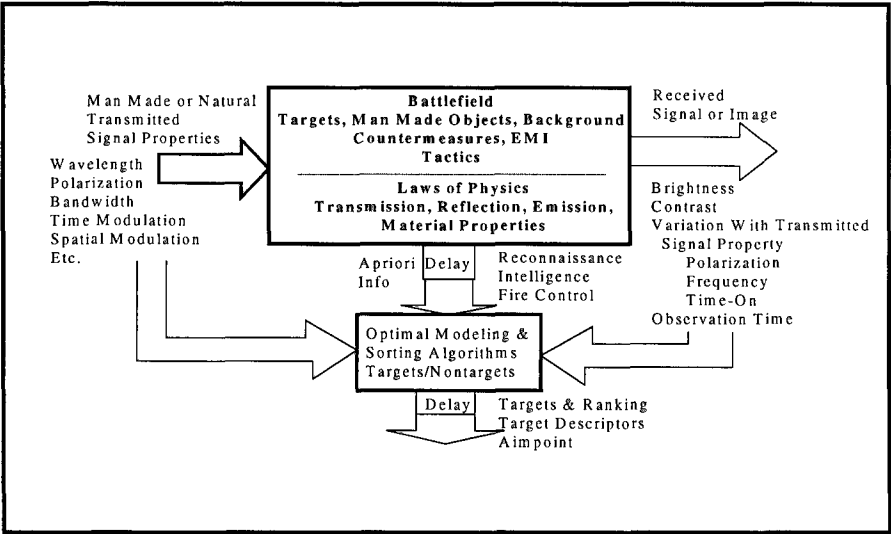 Man Made or Natural
Transmitted
Signal Properties
Wavelength
Polarization
Bandwidth
Time Modulation
Spatial Modulation
Etc.
Battlefield
Targets, Man Made Objects, Background
Countermeasures, EMI
Tactics
Laws of Physics
Transmission, Reflection, Emission,
Material Properties
Received
Signal or Image
Brightness
Contrast
Variation With Transmitted
Signal Property
Polarization
Frequency
Time-On
Observation Time
Apriori
Info
Delay
Reconnaissance
Intelligence
Fire Control
Optimal Modeling &
Sorting Algorithms
Targets/Nontargets
Delay
Targets & Ranking
Target Descriptors
Aimpoint